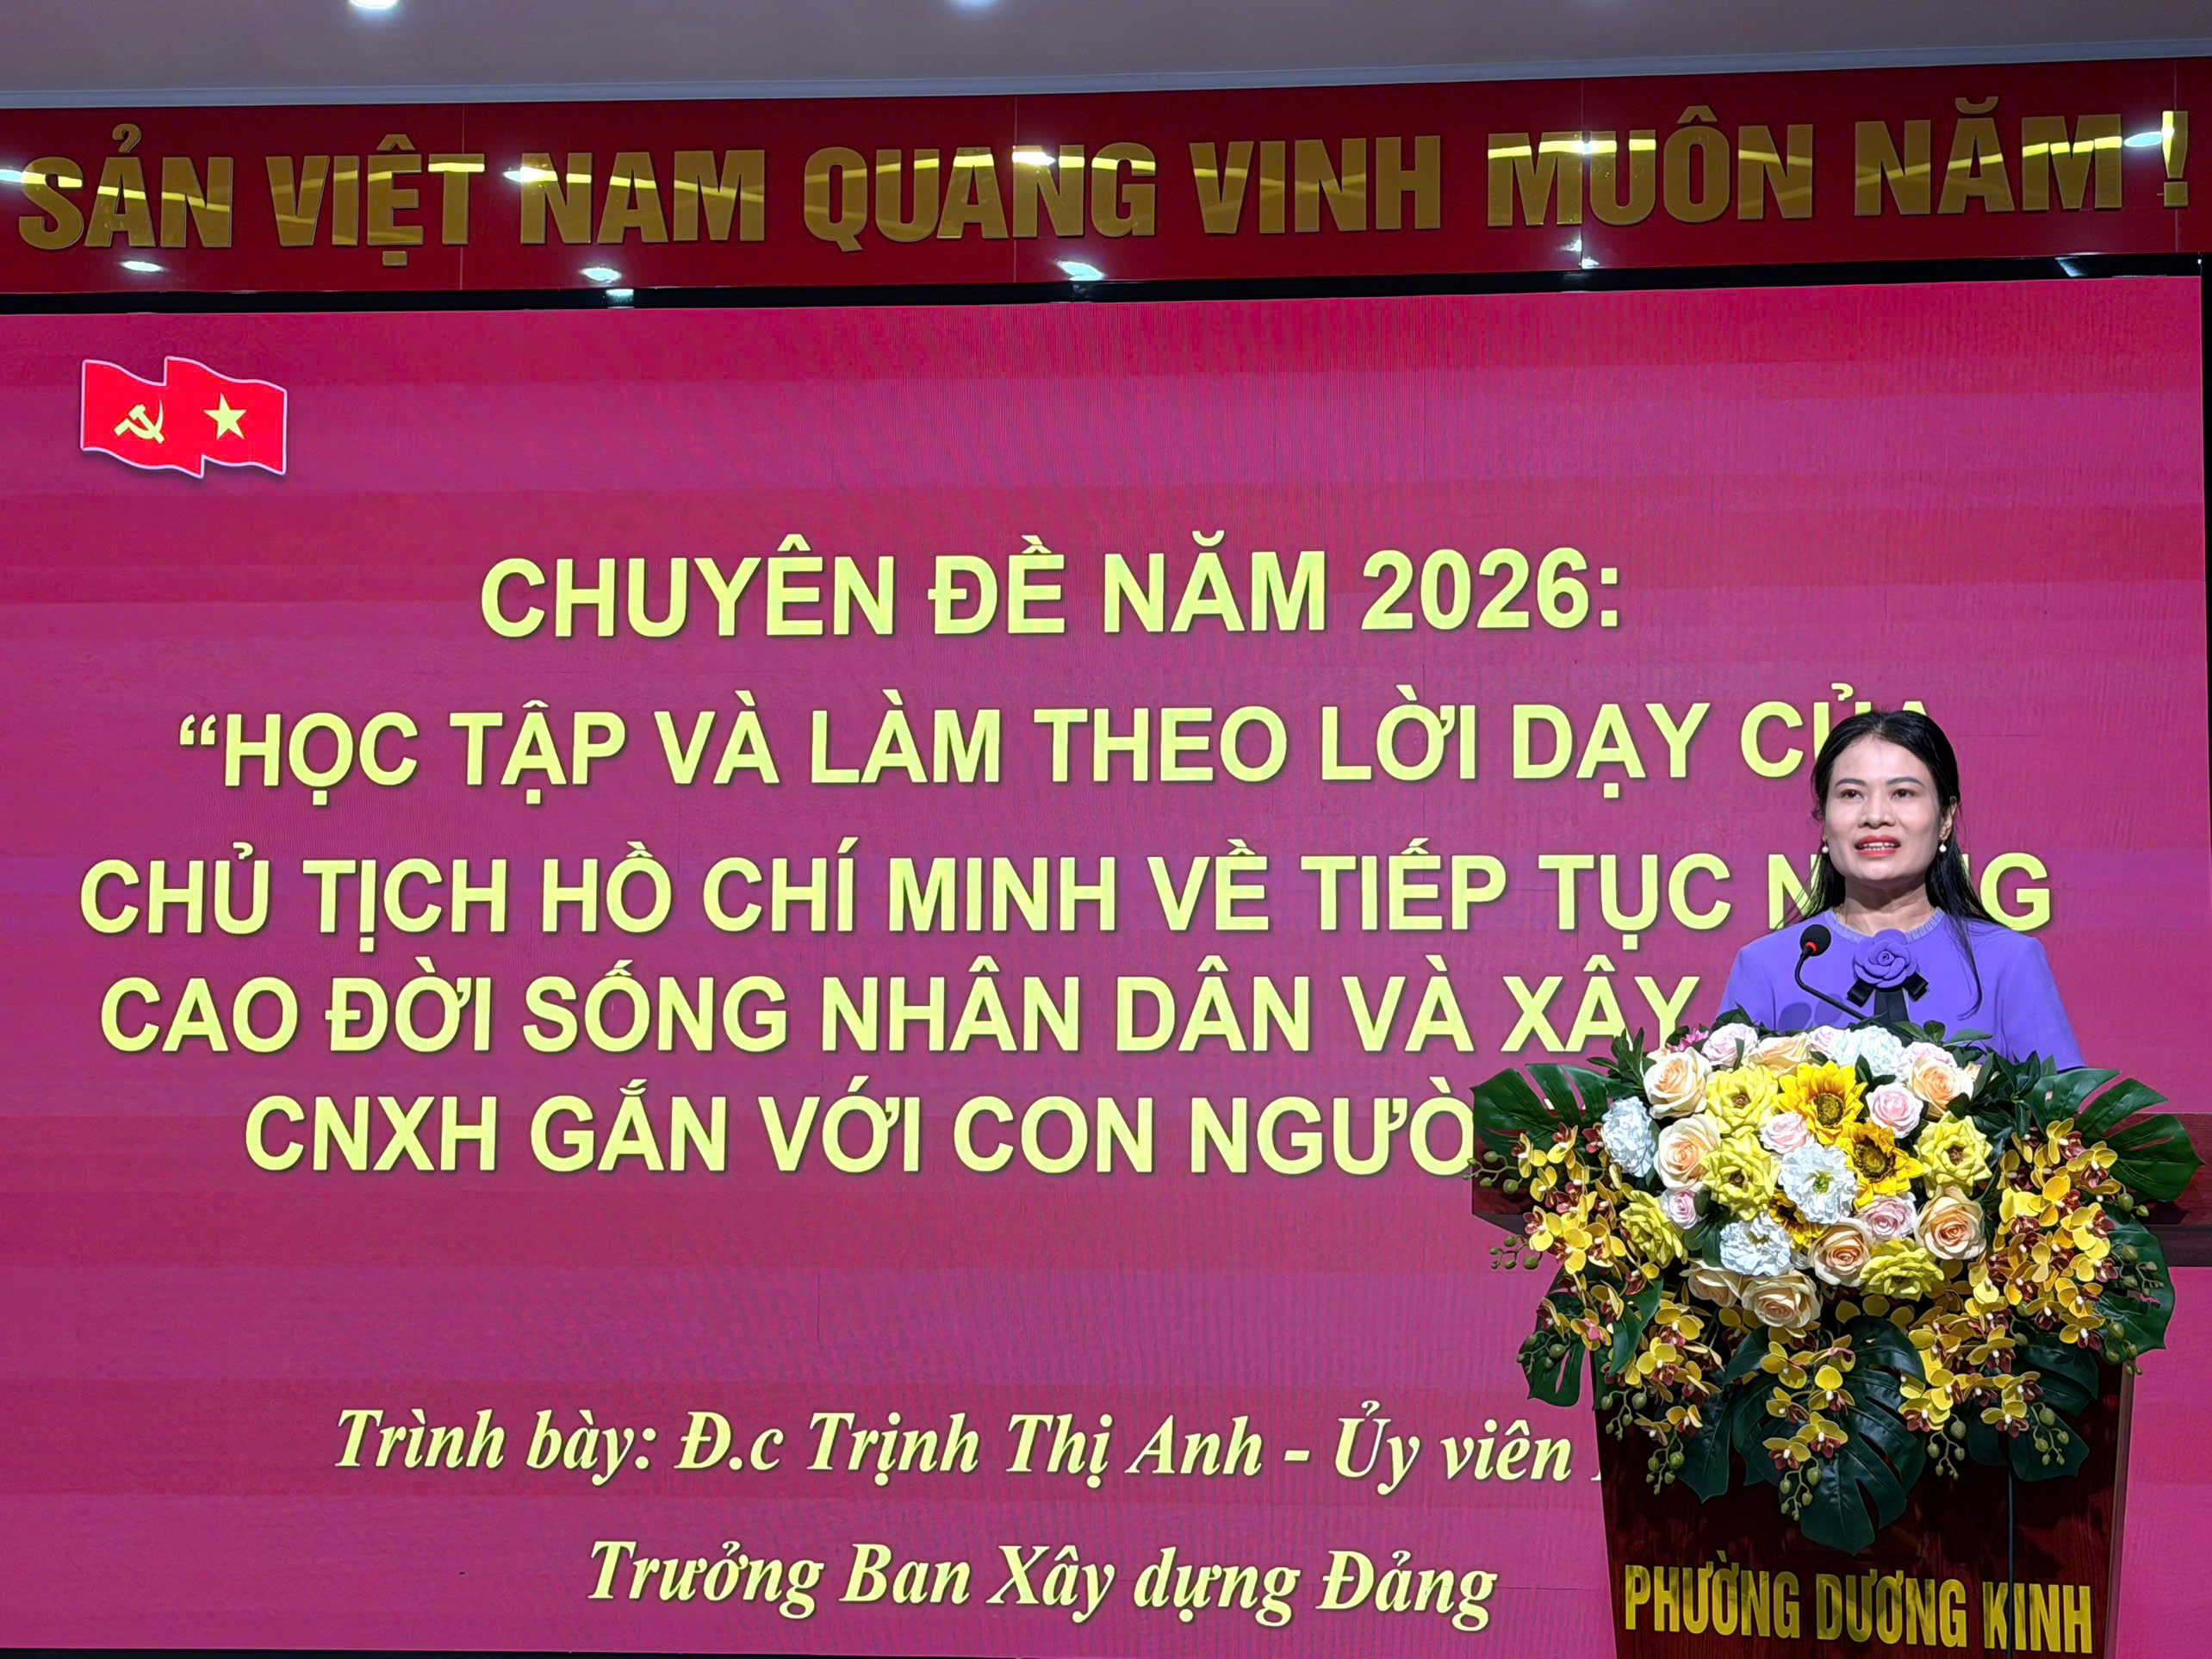 SẢN VIỆT NAM QUANG VINH MUÔN NĂM !
CHUYÊN ĐỀ NĂM 2026:
“HỌC TẬP VÀ LÀM THEO LỜI DẠY CỦA
CHỦ TỊCH HỒ CHÍ MINH VỀ TIẾP TỤC
CAO ĐỜI SỐNG NHÂN DÂN VÀ XÂY
CNXH GẮN VỚI CON
Trình bày: Đ.c Trịnh Thị Anh - Ủy viên
Trưởng Ban Xây dựng Đảng
PHƯỜNG DƯƠNG KINH